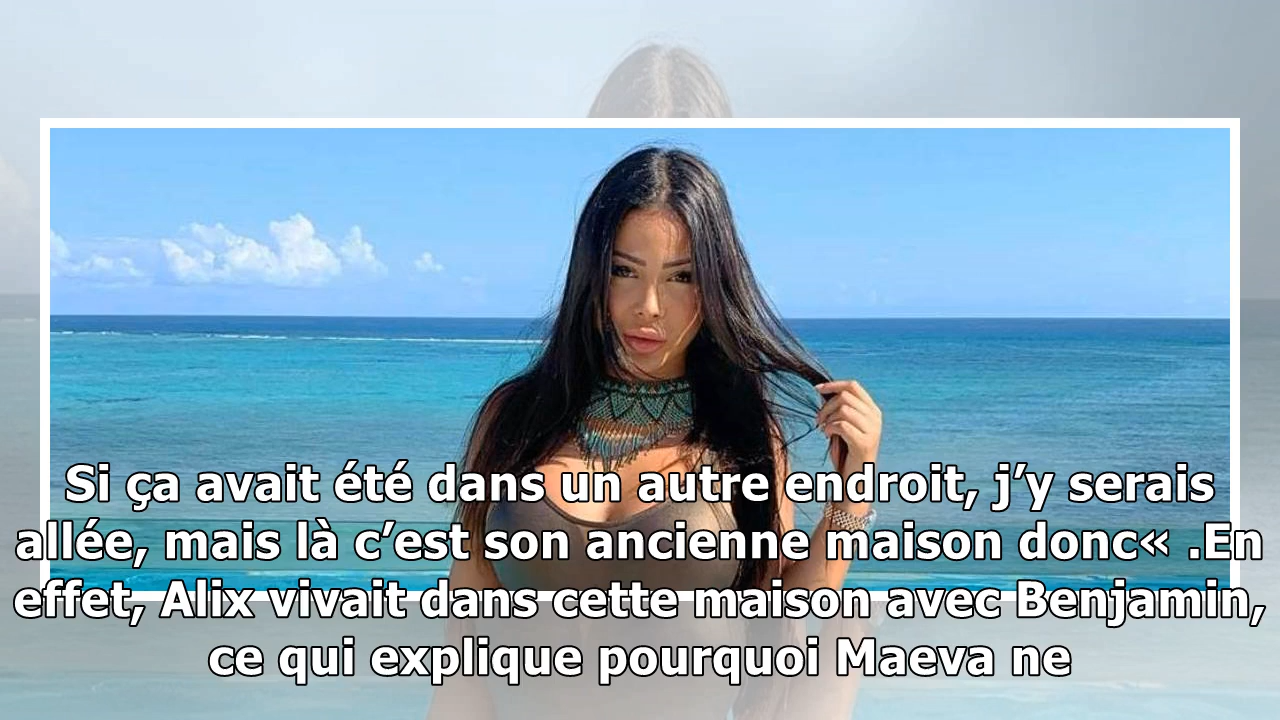 Si ça avait été dans un autre endroit, j’y serais
allée, mais là c’est son ancienne maison donc« .En
effet, Alix vivait dans cette maison avec Benjamin,
ce qui explique pourquoi Maeva ne